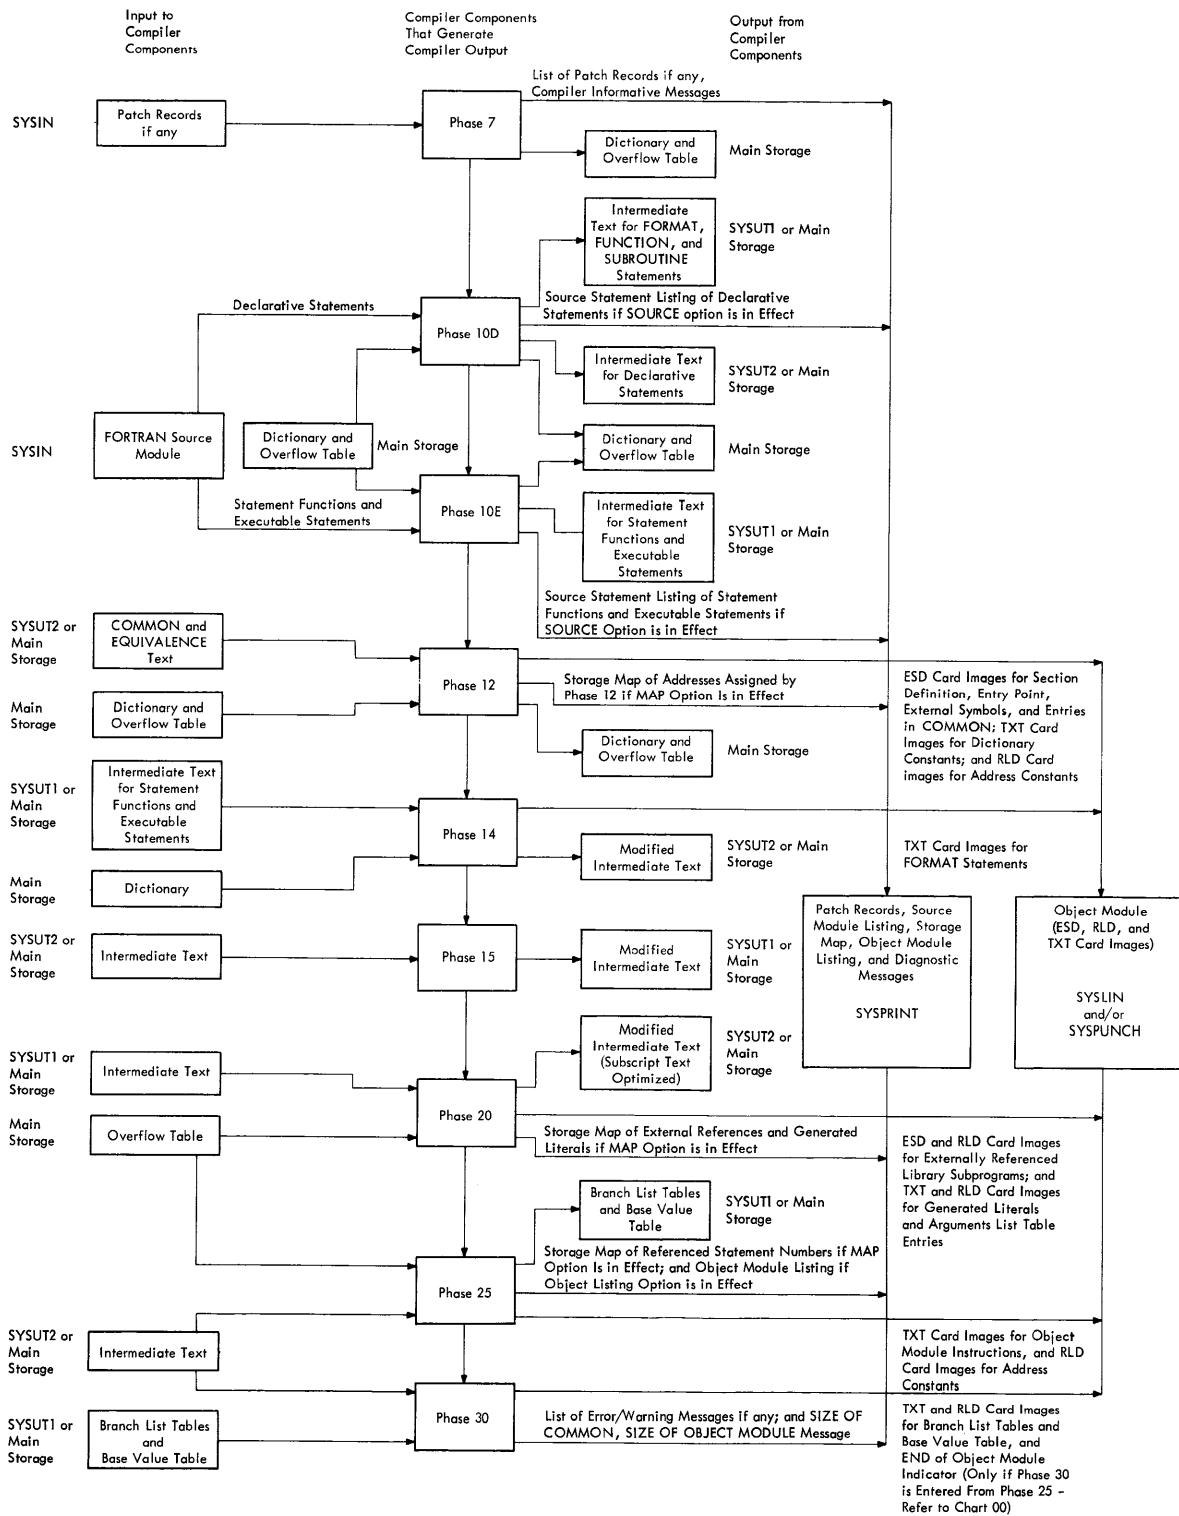 Input to
Compiler
Components
Compiler Components
That Generate
Compiler Output
Output from
Compiler
Components
List of Patch Records if any,
Compiler Informative Messages
SYSIN
Patch Records
if any
Phase 7
Dictionary and
Overflow Table
Main Storage
Intermediate
Text for FORMAT,
FUNCTION, and
SUBROUTINE
Statements
SYSUT1 or Main
Storage
Declarative Statements
Source Statement Listing of Declarative
Statements if SOURCE option is in Effect
Phase 10D
Intermediate Text
for Declarative
Statements
SYSUT2 or Main
Storage
SYSIN
FORTRAN Source
Module
Dictionary and
Overflow Table
Main Storage
Dictionary and
Overflow Table
Main Storage
Statement Functions and
Executable Statements
Phase 10E
Intermediate Text
for Statement
Functions and
Executable
Statements
SYSUT1 or Main
Storage
Source Statement Listing of Statement
Functions and Executable Statements if
SOURCE Option is in Effect
SYSUT2 or
Main
Storage
COMMON and
EQUIVALENCE
Text
Phase 12
Storage Map of Addresses Assigned by
Phase 12 if MAP Option Is in Effect
ESD Card Images for Section
Definition, Entry Point,
External Symbols, and Entries
in COMMON; TXT Card
Images for Dictionary
Constants; and RLD Card
images for Address Constants
Main
Storage
Dictionary and
Overflow Table
Dictionary and
Overflow Table
Main Storage
SYSUT1 or
Main
Storage
Intermediate Text
for Statement
Functions and
Executable
Statements
Phase 14
Modified
Intermediate Text
SYSUT2 or Main
Storage
TXT Card Images for
FORMAT Statements
Main
Storage
Dictionary
Patch Records, Source
Module Listing, Storage
Map, Object Module
Listing, and Diagnostic
Messages
SYSPRINT
Object Module
(ESD, RLD, and
TXT Card Images)
SYSLIN
and/or
SYSPUNCH
SYSUT2 or
Main
Storage
Intermediate Text
Phase 15
Modified
Intermediate Text
SYSUT1 or
Main
Storage
Modified
Intermediate Text
(Subscript Text
Optimized)
SYSUT2 or
Main
Storage
SYSUT1 or
Main
Storage
Intermediate Text
Phase 20
Main
Storage
Overflow Table
Storage Map of External References and Generated
Literals if MAP Option is in Effect
ESD and RLD Card Images
for Externally Referenced
Library Subprograms; and
TXT and RLD Card Images
for Generated Literals
and Arguments List Table
Entries
Branch List Tables
and Base Value
Table
SYSUT1 or Main
Storage
Storage Map of Referenced Statement Numbers if MAP
Option Is in Effect; and Object Module Listing if
Object Listing Option is in Effect
Phase 25
SYSUT2 or
Main
Storage
Intermediate Text
TXT Card Images for Object
Module Instructions, and RLD
Card Images for Address
Constants
Phase 30
List of Error/Warning Messages if any; and SIZE OF
COMMON, SIZE OF OBJECT MODULE Message
SYSUT1 or
Main
Storage
Branch List Tables
and
Base Value Table
TXT and RLD Card Images
for Branch List Tables and
Base Value Table, and
END of Object Module
Indicator (Only if Phase 30
is Entered From Phase 25 -
Refer to Chart 00)